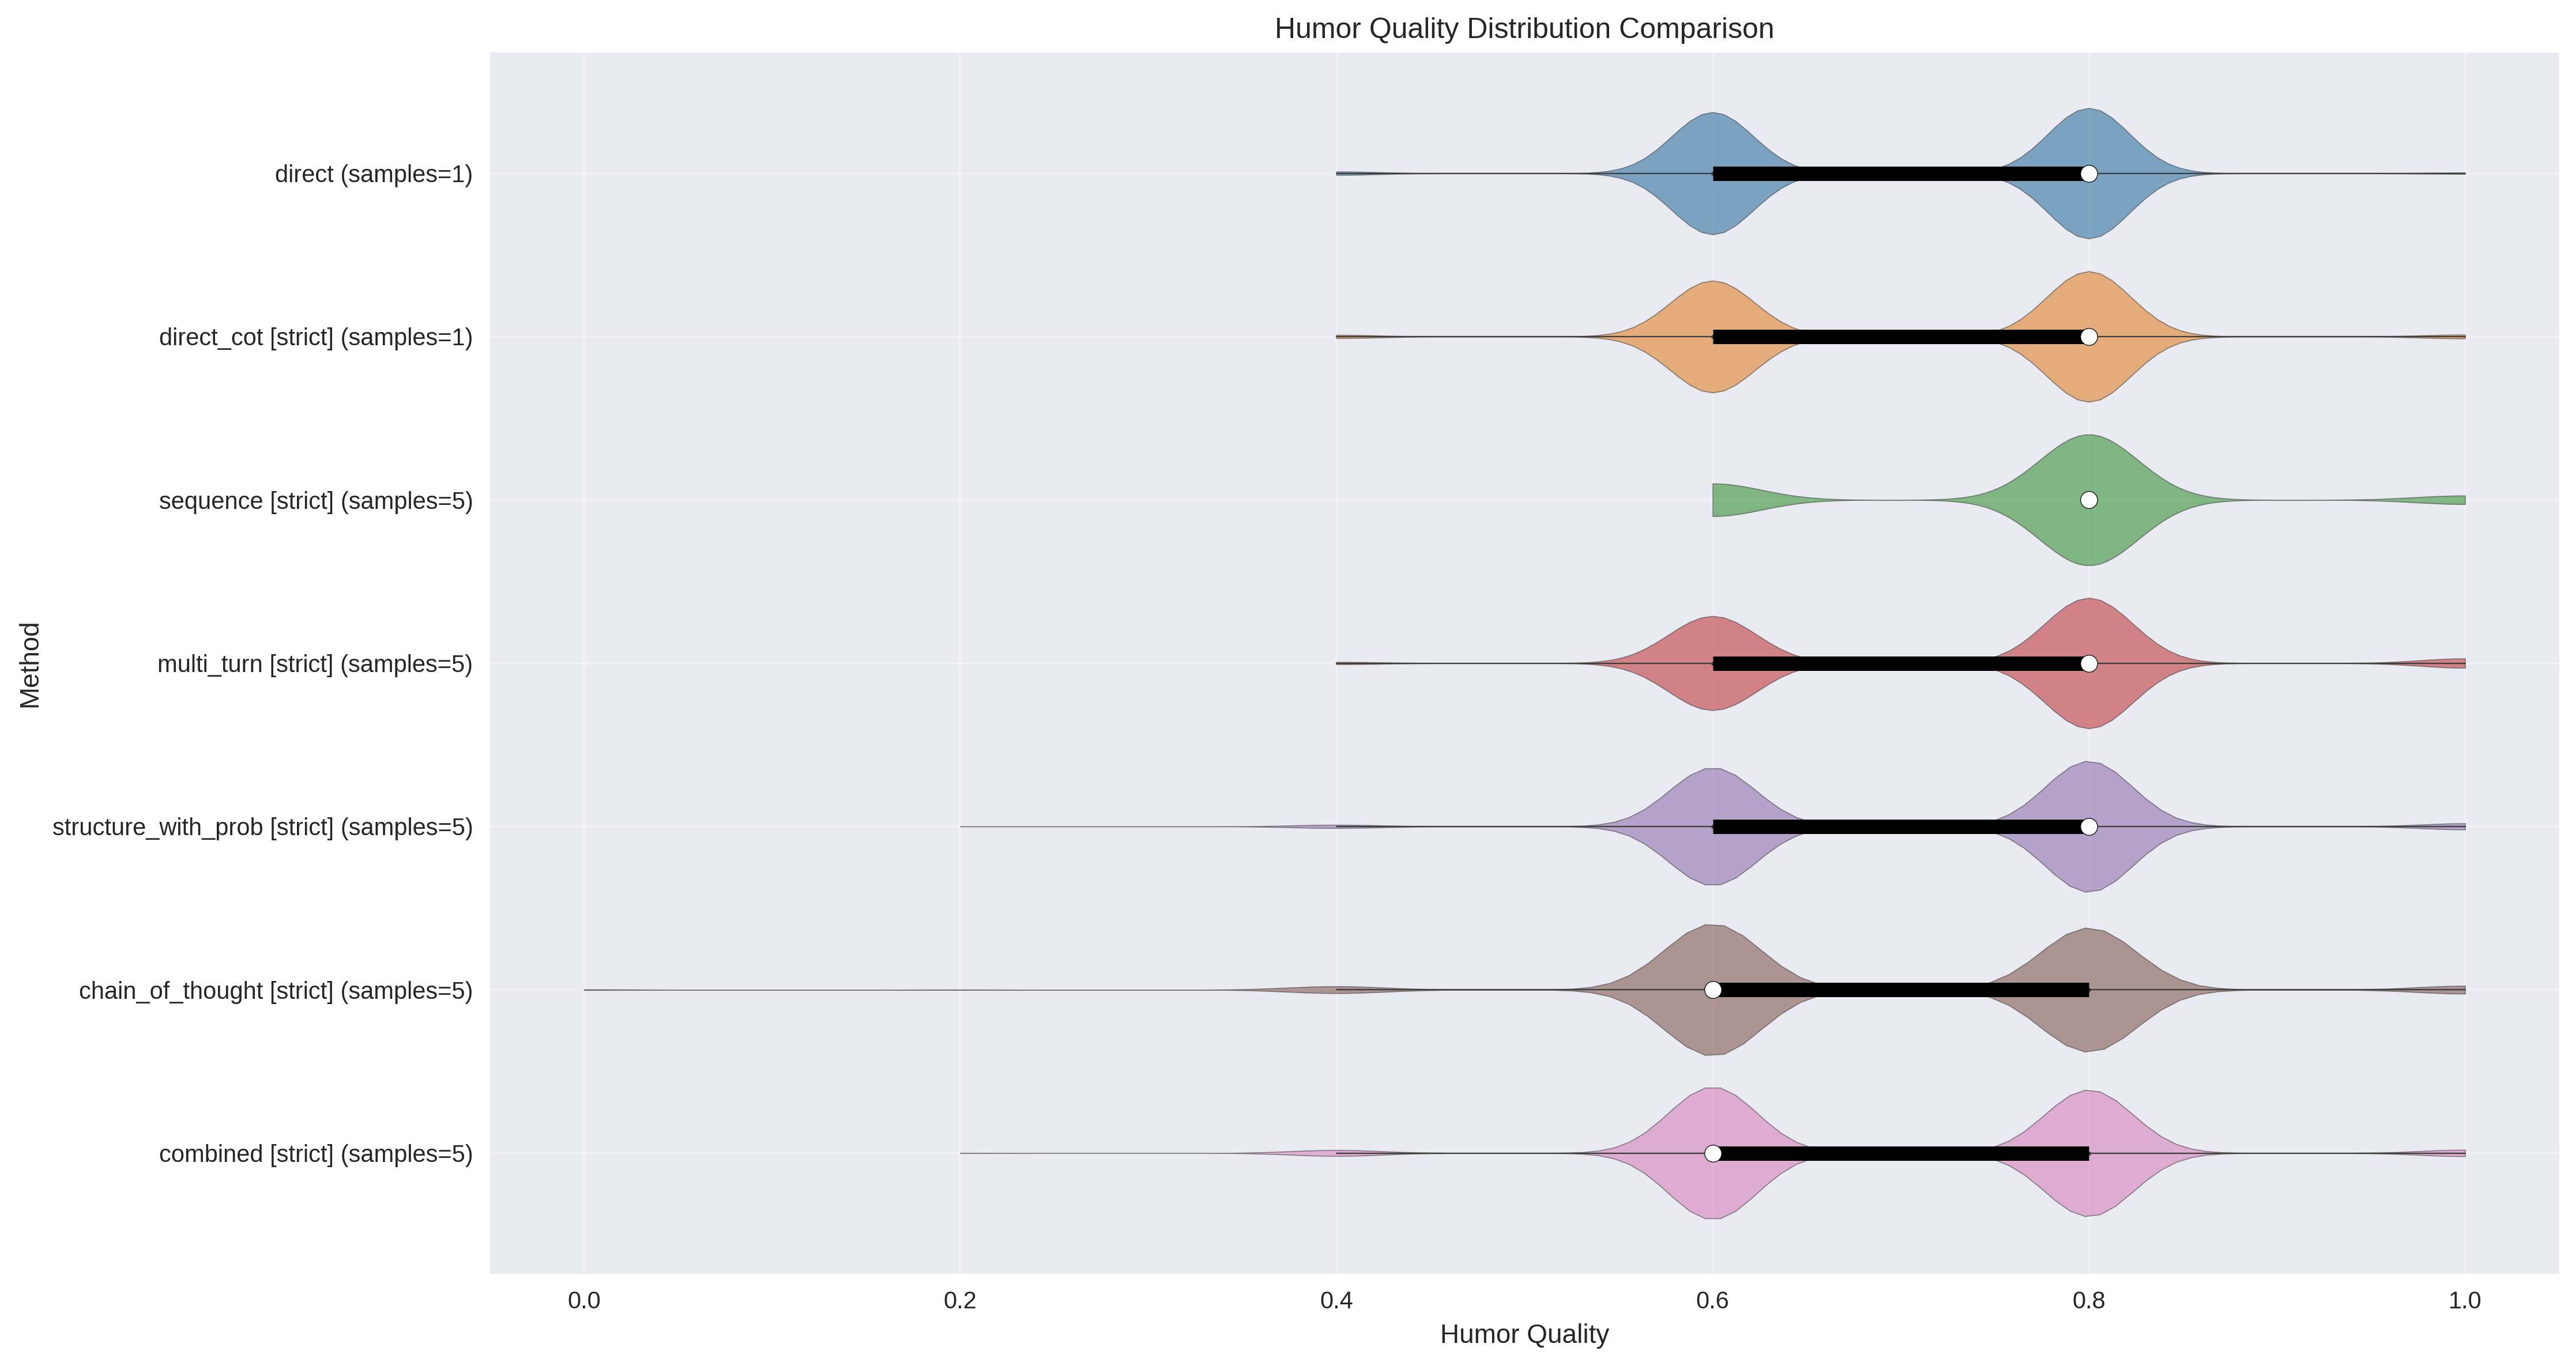 Humor Quality Distribution Comparison
direct (samples=1)
direct_cot [strict] (samples=1)
sequence [strict] (samples=5)
multi_turn [strict] (samples=5)
structure_with_prob [strict] (samples=5)
chain_of_thought [strict] (samples=5)
combined [strict] (samples=5)
Method
0.0 0.2 0.4 0.6 0.8 1.0
Humor Quality